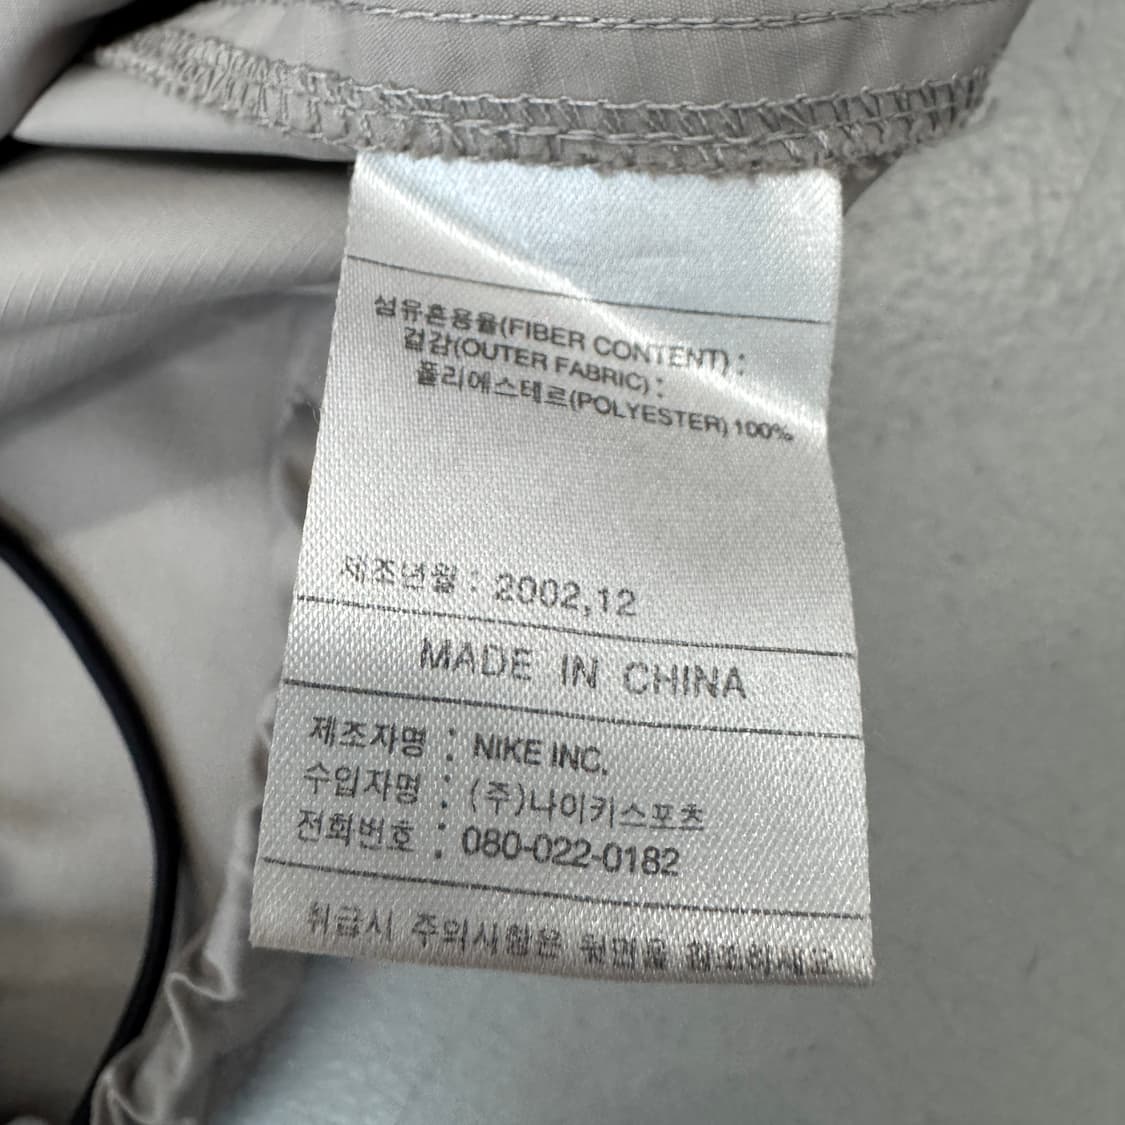 섬유혼용율(FIBER CONTENT) :
겉감(OUTER FABRIC) :
폴리에스테르(POLYESTER) 100%
제조년월 : 2002,12
MADE IN CHINA
제조자명 : NIKE INC.
수입자명 : (주)나이키스포츠
전화번호 : 080-022-0182
취급시 주의사항은 뒷면을 참조하세요